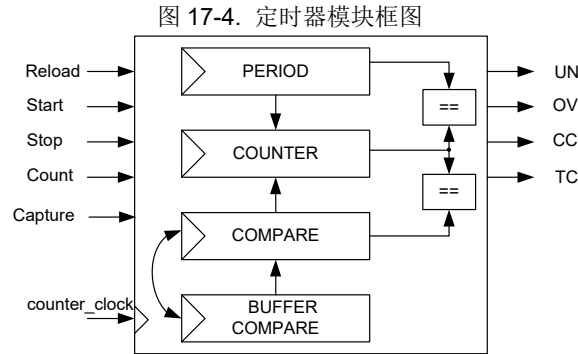 图 17-4. 定时器模块框图
Reload
PERIOD
UN
Start
==
OV
Stop
COUNTER
CC
Count
==
TC
Capture
COMPARE
counter_clock
BUFFER
COMPARE